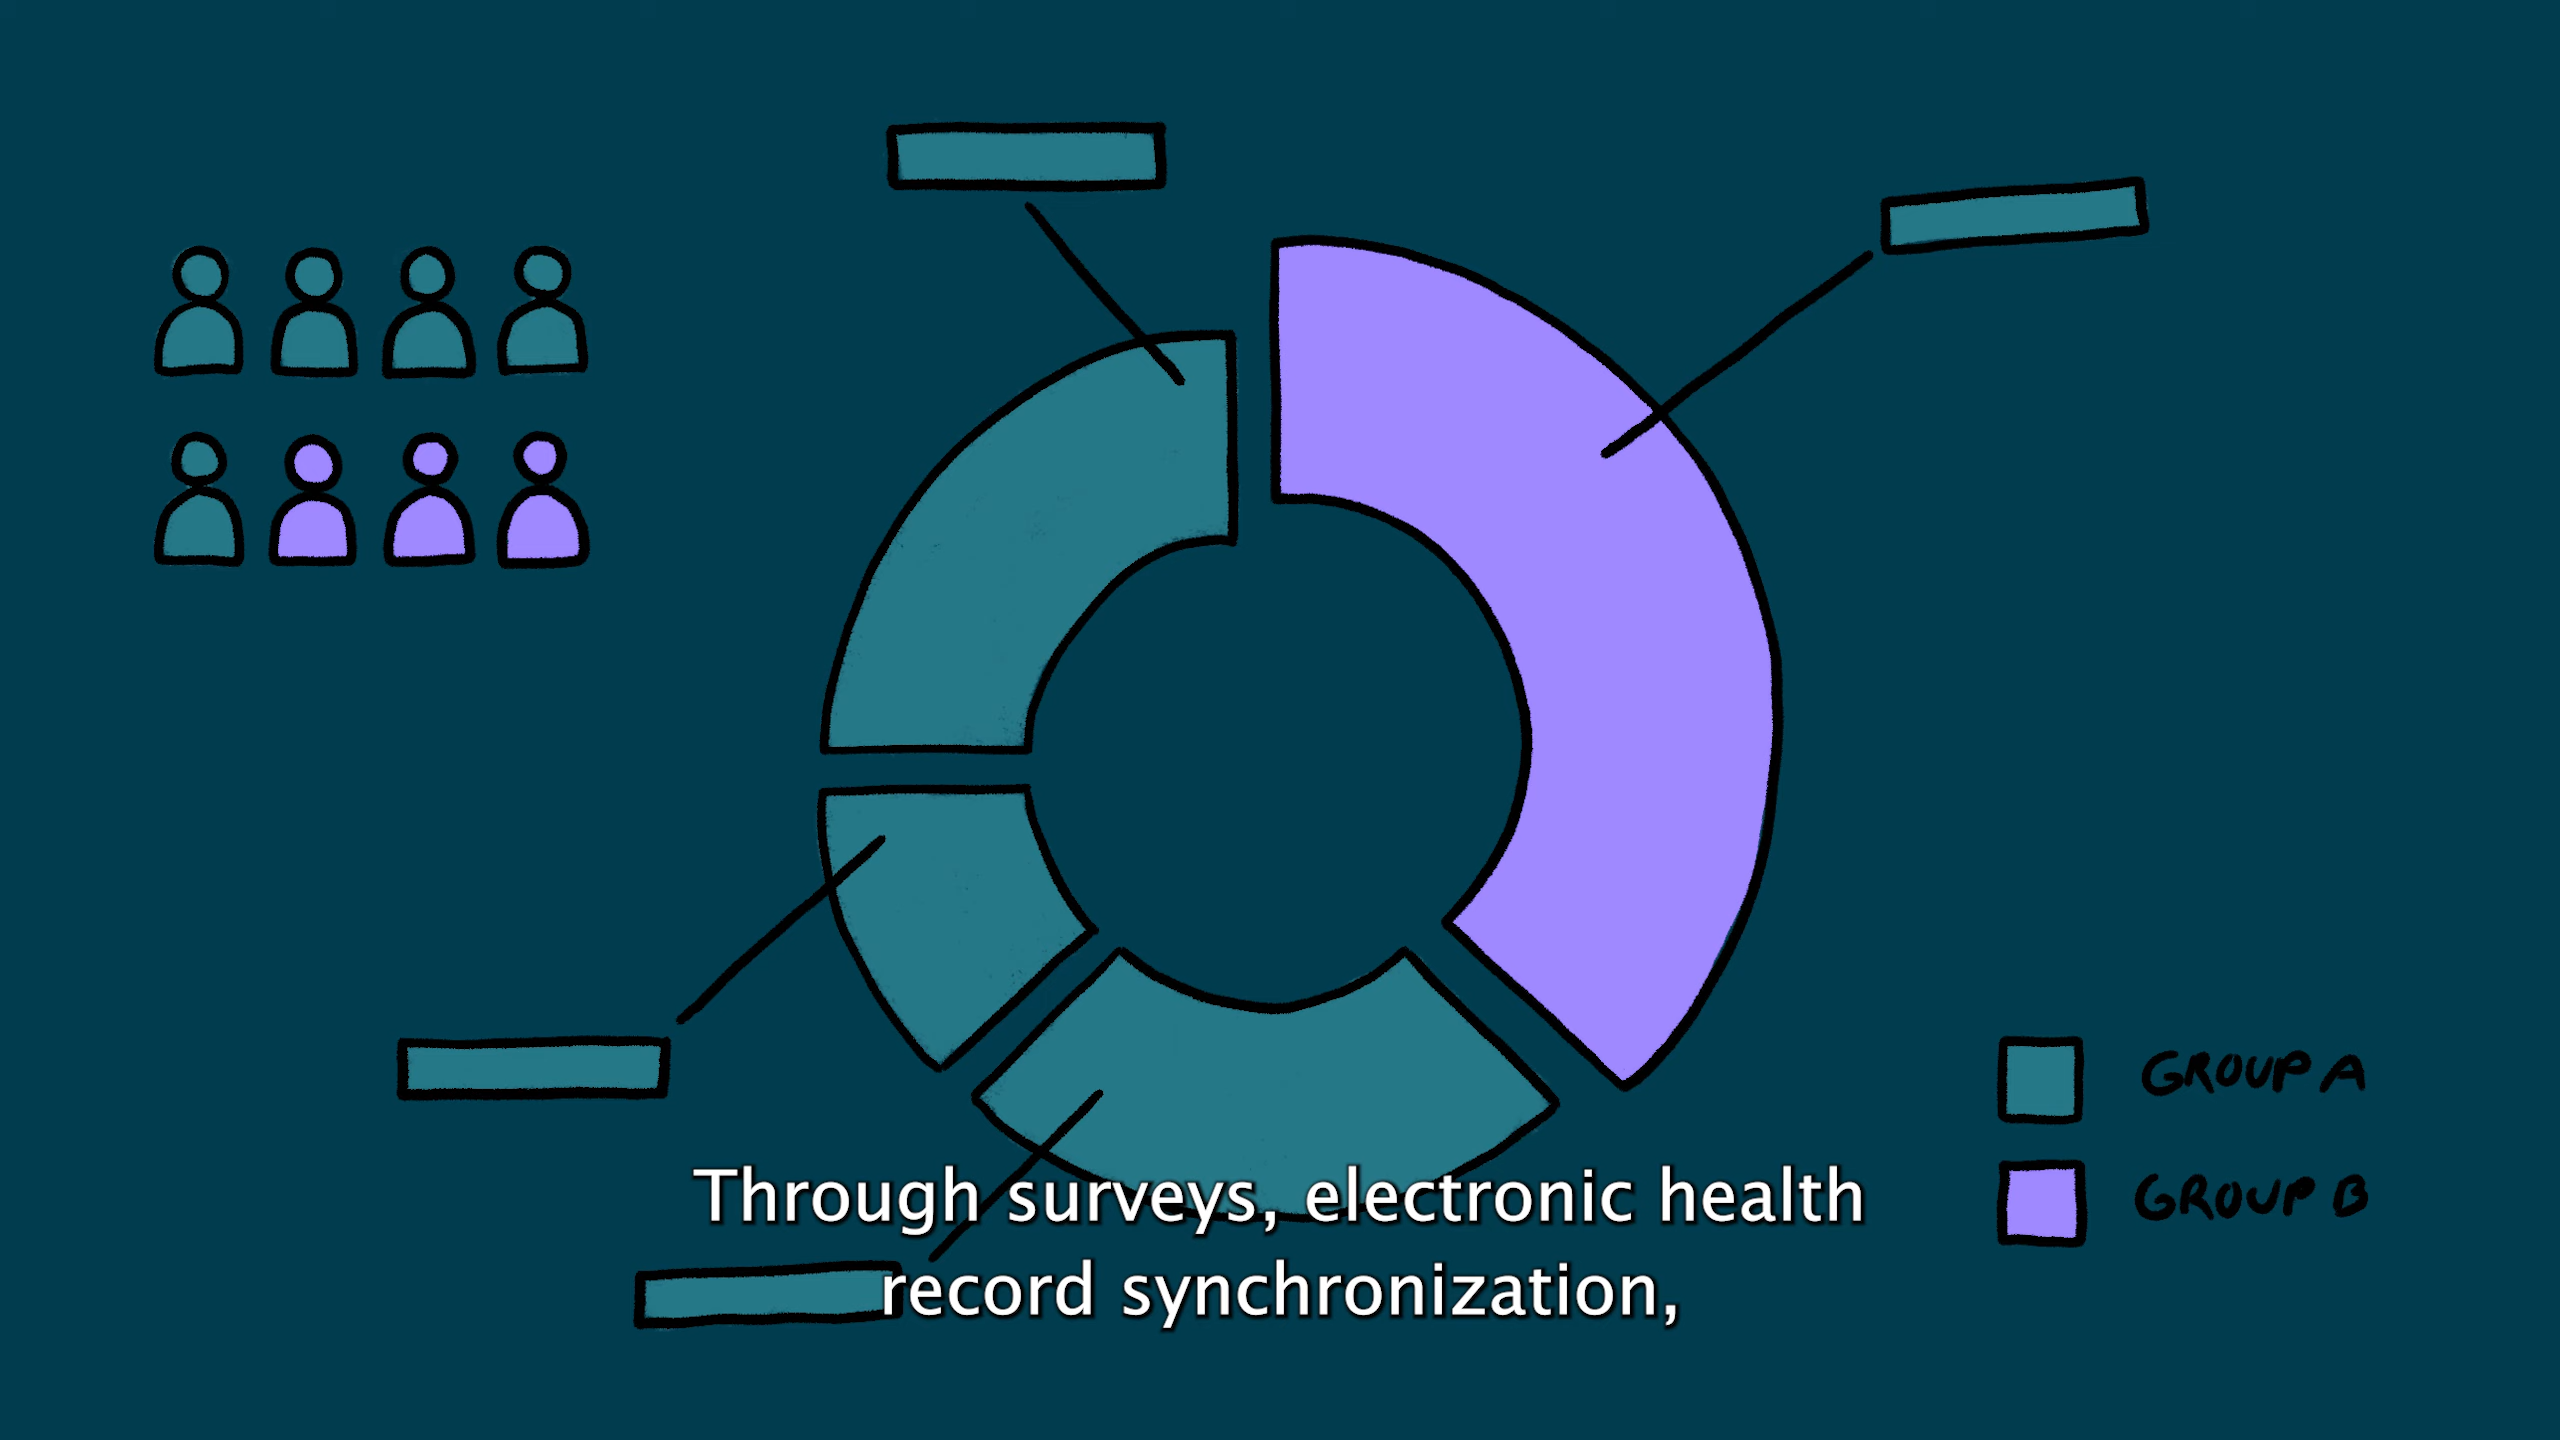 GROUP A
GROUP B
Through surveys, electronic health
record synchronization,